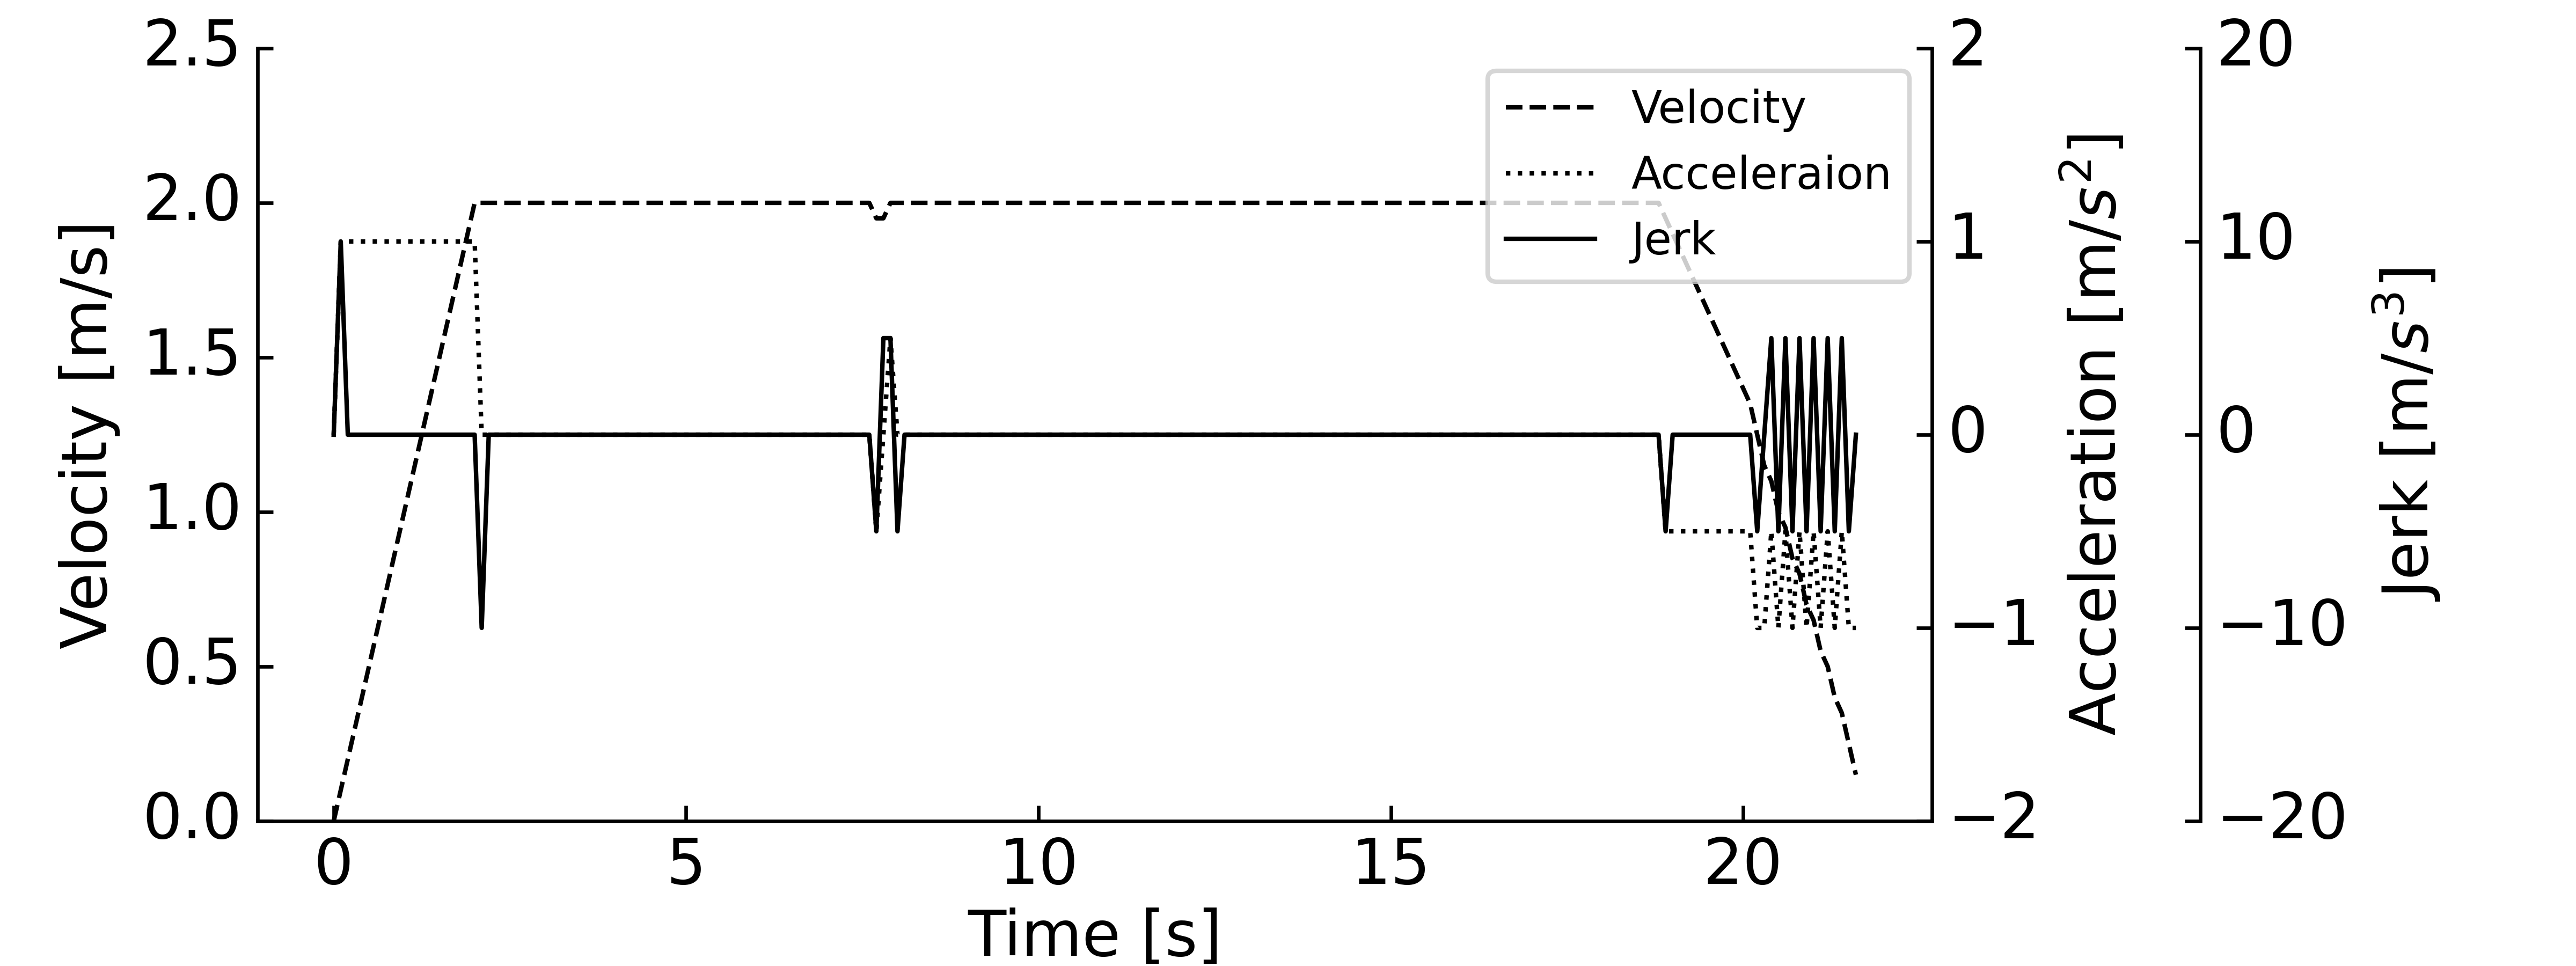 Velocity [m/s]
2.5
2.0
1.5
1.0
0.5
0.0
0 5 10 15 20
Time [s]
Velocity
Acceleraion
Jerk
2
1
0
−1
−2
Acceleration [m/s²]
20
10
0
−10
−20
Jerk [m/s³]